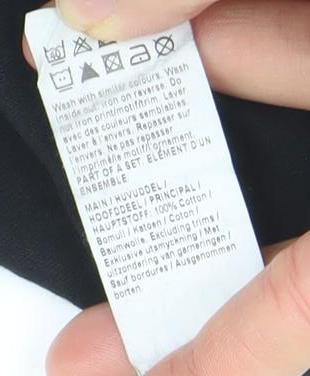 40
Wash with similar colours. Wash
inside out. Iron on reverse. Do
not iron print/motif/trim. Laver
avec des couleurs semblables.
Laver à l'envers. Repasser sur
l'envers. Ne pas repasser
l'imprimé/le motif/l'ornement.
PART OF A SET. ELEMENT D'UN
ENSEMBLE.
MAIN / HUVUDDEL /
HOOFDDEEL / PRINCIPAL /
HAUPTSTOFF: 100% Cotton /
Bomull / Katoen / Coton /
Baumwolle. Excluding trims /
Exklusive utsmyckning / Met
uitzondering van garneringen /
Sauf bordures / Ausgenommen
borten